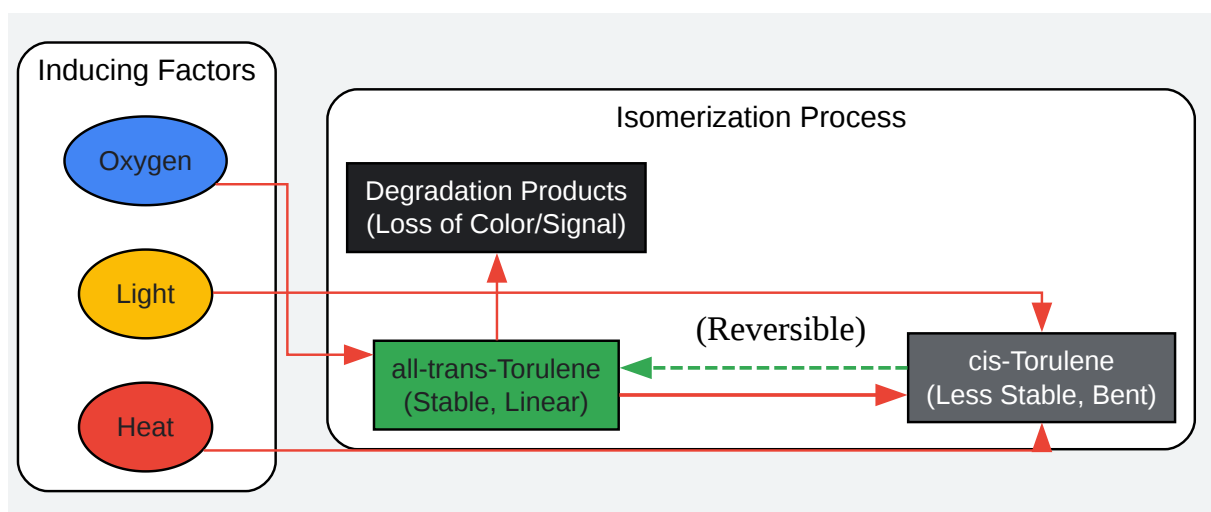 Inducing Factors
Oxygen
Light
Heat
Isomerization Process
Degradation Products
(Loss of Color/Signal)
(Reversible)
all-trans-Torulene
(Stable, Linear)
cis-Torulene
(Less Stable, Bent)